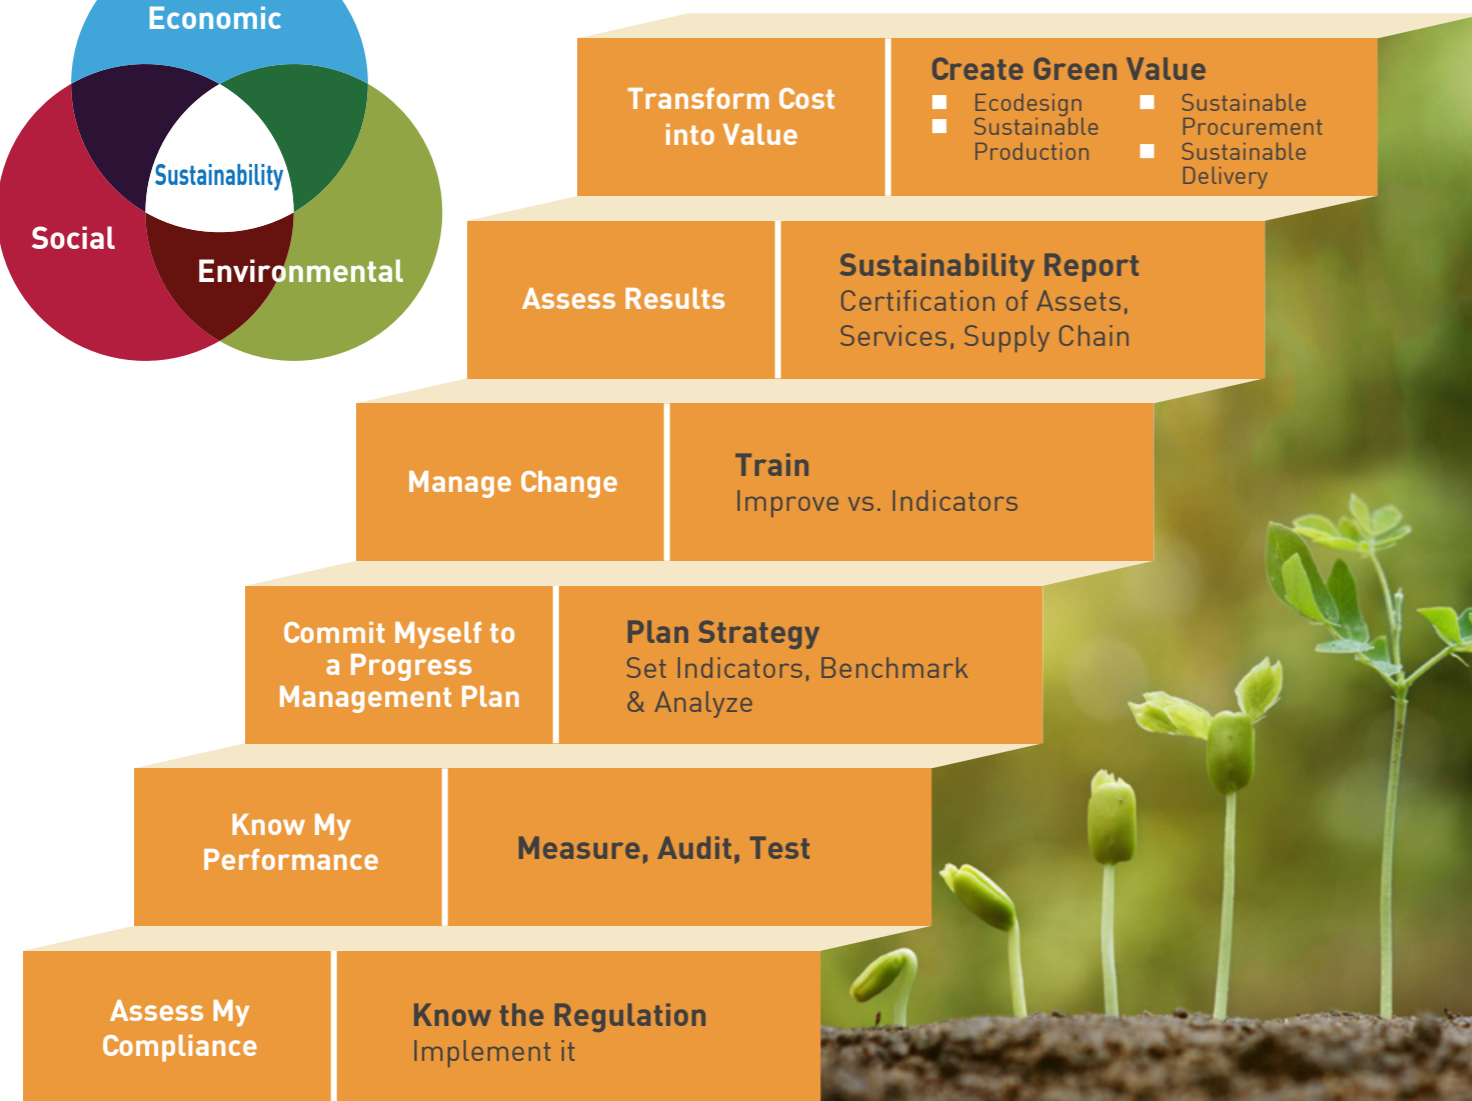 Economic
Sustainability
Social
Environmental
Transform Cost
into Value
Create Green Value
Ecodesign
Sustainable
Production
Sustainable
Procurement
Sustainable
Delivery
Assess Results
Sustainability Report
Certification of Assets,
Services, Supply Chain
Manage Change
Train
Improve vs. Indicators
Commit Myself to
a Progress
Management Plan
Plan Strategy
Set Indicators, Benchmark
& Analyze
Know My
Performance
Measure, Audit, Test
Assess My
Compliance
Know the Regulation
Implement it